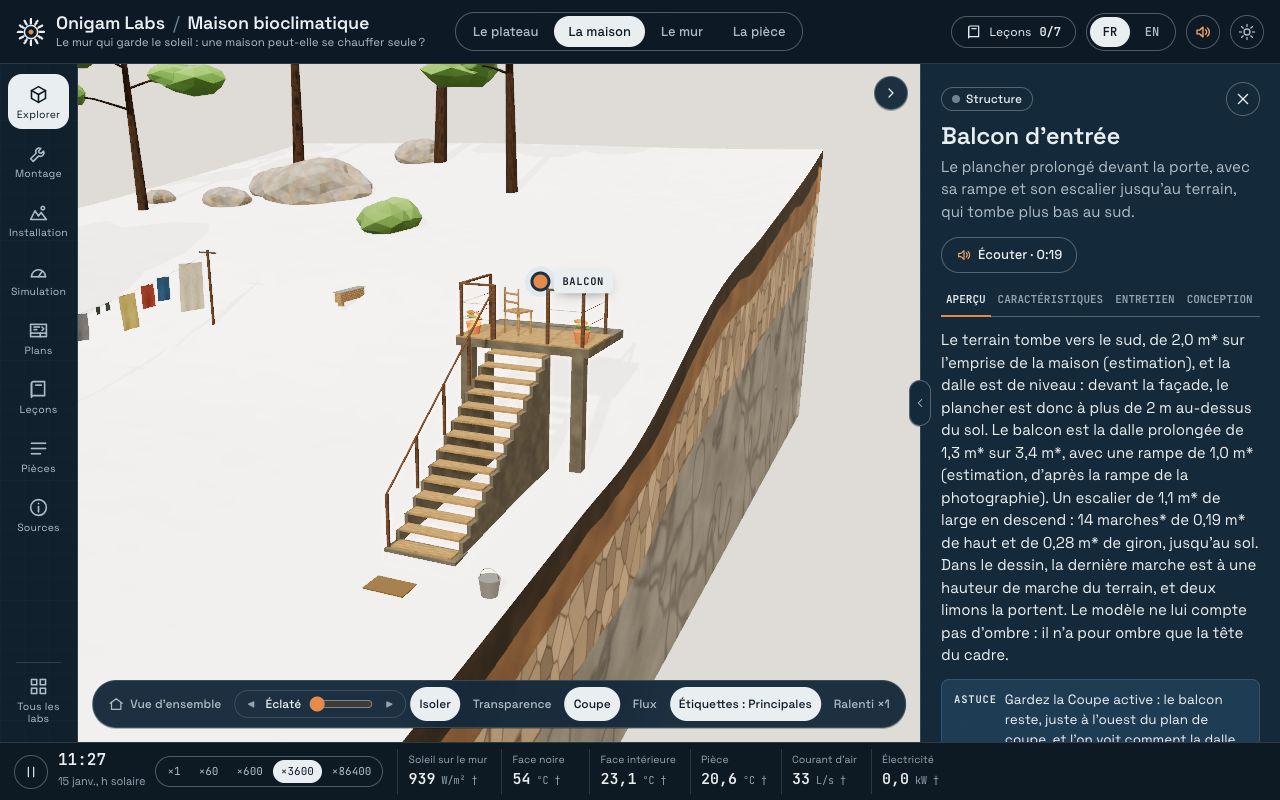 Origam Labs / Maison bioclimatique
Le mur qui garde le soleil : une maison peut-elle se chauffer seule ?
Le plateau
La maison
Le mur
La pièce
Leçons 0/7
FR
EN
Explorer
Montage
Installation
Simulation
Plans
Leçons
Pièces
Sources
Tous les
labs
BALCON
Structure
Balcon d'entrée
Le plancher prolongé devant la porte, avec
sa rampe et son escalier jusqu'au terrain,
qui tombe plus bas au sud.
Écouter · 0:19
APERÇU
CARACTÉRISTIQUES
ENTRETIEN
CONCEPTION
Le terrain tombe vers le sud, de 2,0 m* sur
l'emprise de la maison (estimation), et la
dalle est de niveau : devant la façade, le
plancher est donc à plus de 2 m au-dessus
du sol. Le balcon est la dalle prolongée de
1,3 m* sur 3,4 m*, avec une rampe de 1,0 m*
(estimation, d'après la rampe de la
photographie). Un escalier de 1,1 m* de
large en descend : 14 marches* de 0,19 m*
de haut et de 0,28 m* de giron, jusqu'au sol.
Dans le dessin, la dernière marche est à une
hauteur de marche du terrain, et deux
limons la portent. Le modèle ne lui compte
pas d'ombre : il n'a pour ombre que la tête
du cadre.
ASTUCE Gardez la Coupe active : le balcon
reste, juste à l'ouest du plan de
coupe, et l'on voit comment la dalle
Vue d'ensemble
Éclaté
Isoler
Transparence
Coupe
Flux
Étiquettes : Principales
Ralenti ×1
11:27
15 janv., h solaire
×1
×60
×600
×3600
×86400
Soleil sur le mur
939 W/m² †
Face noire
54 °C †
Face intérieure
23,1 °C †
Pièce
20,6 °C †
Courant d'air
33 L/s †
Électricité
0,0 kW †